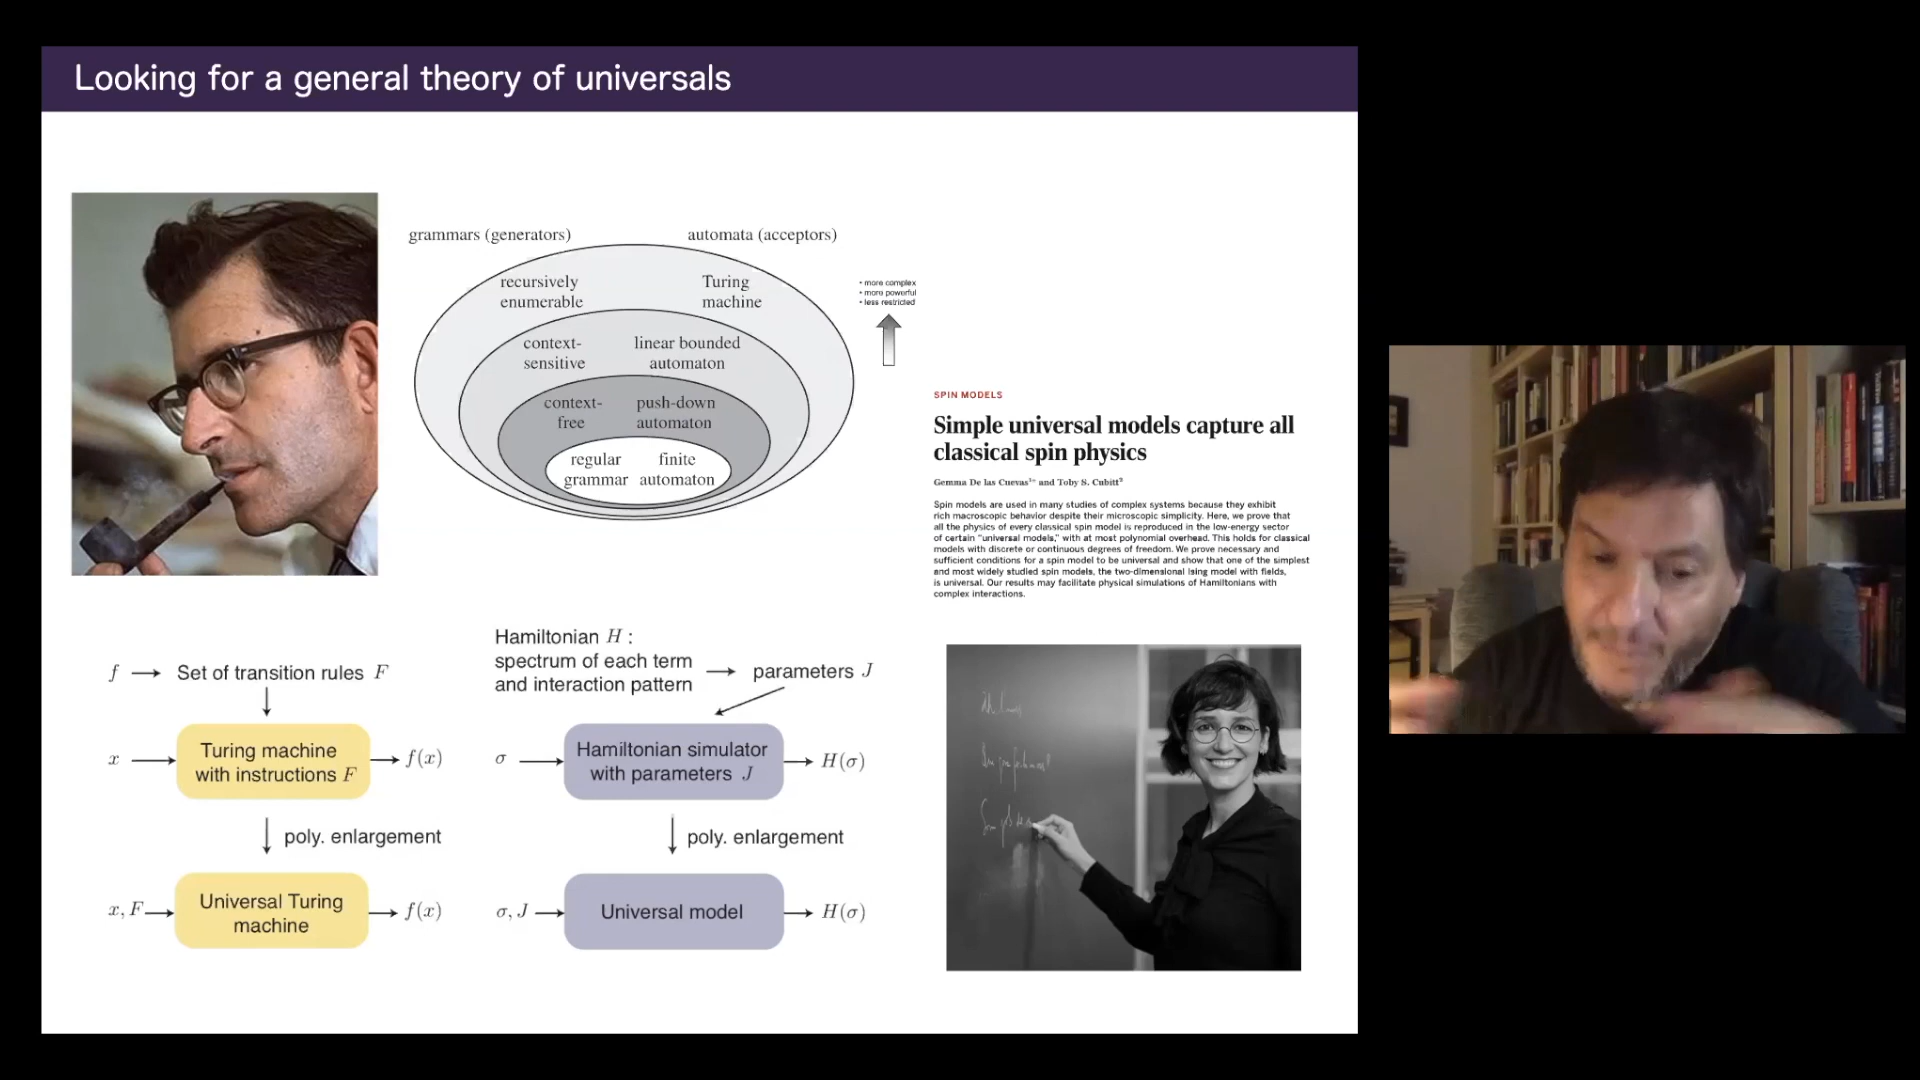 Looking for a general theory of universals
grammars (generators)
automata (acceptors)
recursively
enumerable
Turing
machine
context-
sensitive
linear bounded
automaton
context-
free
push-down
automaton
regular
grammar
finite
automaton
• more complex
• more powerful
• less restricted
SPIN MODELS
Simple universal models capture all
classical spin physics
Gemma De las Cuevas¹* and Toby S. Cubitt²
Spin models are used in many studies of complex systems because they exhibit
rich macroscopic behavior despite their microscopic simplicity. Here, we prove that
all the physics of every classical spin model is reproduced in the low-energy sector
of certain “universal models,” with at most polynomial overhead. This holds for classical
models with discrete or continuous degrees of freedom. We prove necessary and
sufficient conditions for a spin model to be universal and show that one of the simplest
and most widely studied spin models, the two-dimensional Ising model with fields,
is universal. Our results may facilitate physical simulations of Hamiltonians with
complex interactions.
f → Set of transition rules F
x → Turing machine
with instructions F → f(x)
poly. enlargement
x, F → Universal Turing
machine → f(x)
Hamiltonian H :
spectrum of each term
and interaction pattern → parameters J
σ → Hamiltonian simulator
with parameters J → H(σ)
poly. enlargement
σ, J → Universal model → H(σ)